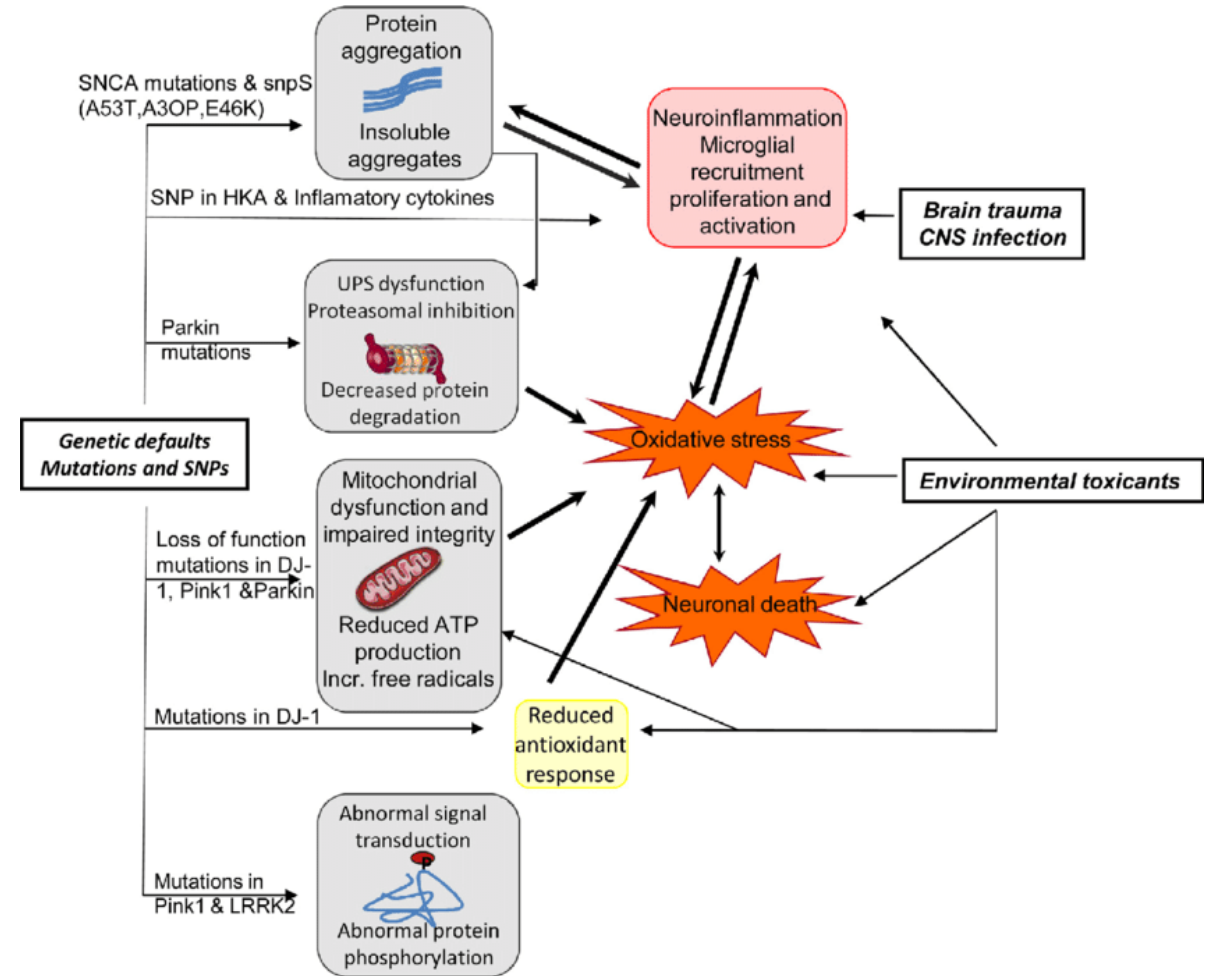 Protein
aggregation
Insoluble
aggregates
SNCA mutations & snpS
(A53T,A3OP,E46K)
Neuroinflammation
Microglial
recruitment
proliferation and
activation
SNP in HKA & Inflamatory cytokines
Brain trauma
CNS infection
UPS dysfunction
Proteasomal inhibition
Decreased protein
degradation
Parkin
mutations
Genetic defaults
Mutations and SNPs
Oxidative stress
Environmental toxicants
Mitochondrial
dysfunction and
impaired integrity
Reduced ATP
production
Incr. free radicals
Loss of function
mutations in DJ-
1, Pink1 &Parkin
Neuronal death
Mutations in DJ-1
Reduced
antioxidant
response
Abnormal signal
transduction
P
Abnormal protein
phosphorylation
Mutations in
Pink1 & LRRK2